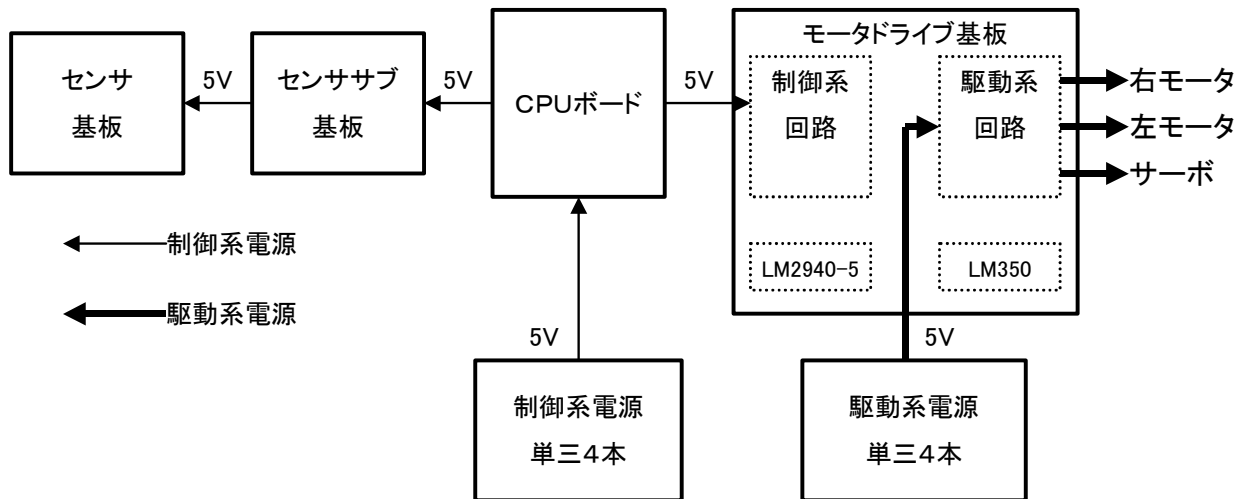 モータドライブ基板
センサ
基板
5V
センササブ
基板
5V
CPUボード
5V
制御系
回路
駆動系
回路
右モータ
左モータ
サーボ
制御系電源
駆動系電源
LM2940-5
LM350
5V
5V
制御系電源
単三4本
駆動系電源
単三4本